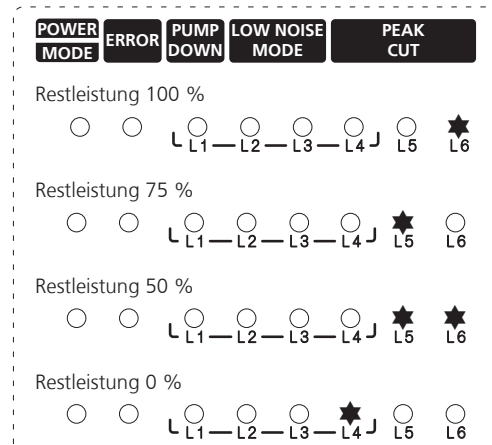 POWER MODE ERROR PUMP DOWN LOW NOISE MODE PEAK CUT
Restleistung 100 %
L1 L2 L3 L4 L5 L6
Restleistung 75 %
L1 L2 L3 L4 L5 L6
Restleistung 50 %
L1 L2 L3 L4 L5 L6
Restleistung 0 %
L1 L2 L3 L4 L5 L6